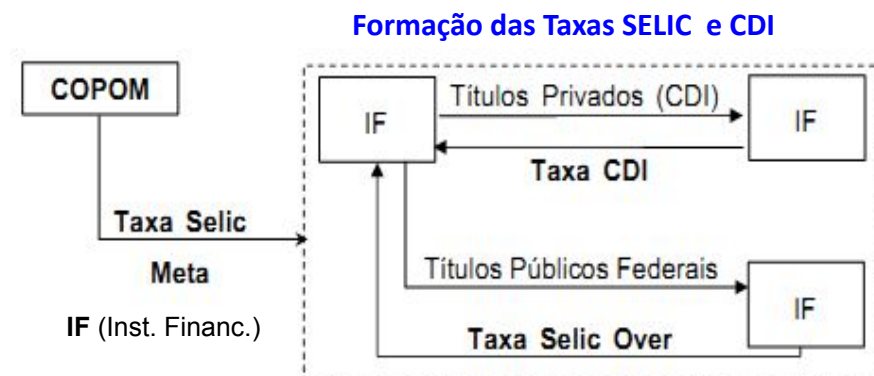 Formação das Taxas SELIC e CDI
COPOM
IF
Títulos Privados (CDI)
IF
Taxa CDI
Taxa Selic
Meta
Títulos Públicos Federais
IF
IF (Inst. Financ.)
Taxa Selic Over